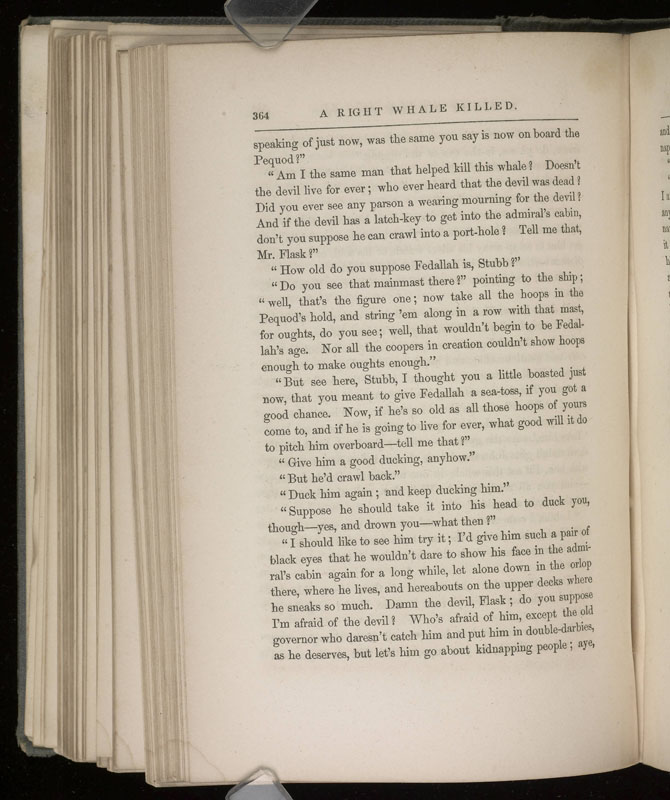 364 A RIGHT WHALE KILLED.
speaking of just now, was the same you say is now on board the
Pequod?”
“Am I the same man that helped kill this whale? Doesn’t
the devil live for ever; who ever heard that the devil was dead?
Did you ever see any parson a wearing mourning for the devil?
And if the devil has a latch-key to get into the admiral’s cabin,
don’t you suppose he can crawl into a port-hole? Tell me that,
Mr. Flask?”
“How old do you suppose Fedallah is, Stubb?”
“Do you see that mainmast there?” pointing to the ship;
“well, that’s the figure one; now take all the hoops in the
Pequod’s hold, and string ’em along in a row with that mast,
for oughts, do you see; well, that wouldn’t begin to be Fedal-
lah’s age. Nor all the coopers in creation couldn’t show hoops
enough to make oughts enough.”
“But see here, Stubb, I thought you a little boasted just
now, that you meant to give Fedallah a sea-toss, if you got a
good chance. Now, if he’s so old as all those hoops of yours
come to, and if he is going to live for ever, what good will it do
to pitch him overboard—tell me that?”
“Give him a good ducking, anyhow.”
“But he’d crawl back.”
“Duck him again; and keep ducking him.”
“Suppose he should take it into his head to duck you,
though—yes, and drown you—what then?”
“I should like to see him try it; I’d give him such a pair of
black eyes that he wouldn’t dare to show his face in the admi-
ral’s cabin again for a long while, let alone down in the orlop
there, where he lives, and hereabouts on the upper decks where
he sneaks so much. Damn the devil, Flask; do you suppose
I’m afraid of the devil? Who’s afraid of him, except the old
governor who daresn’t catch him and put him in double-darbies,
as he deserves, but let’s him go about kidnapping people; aye,